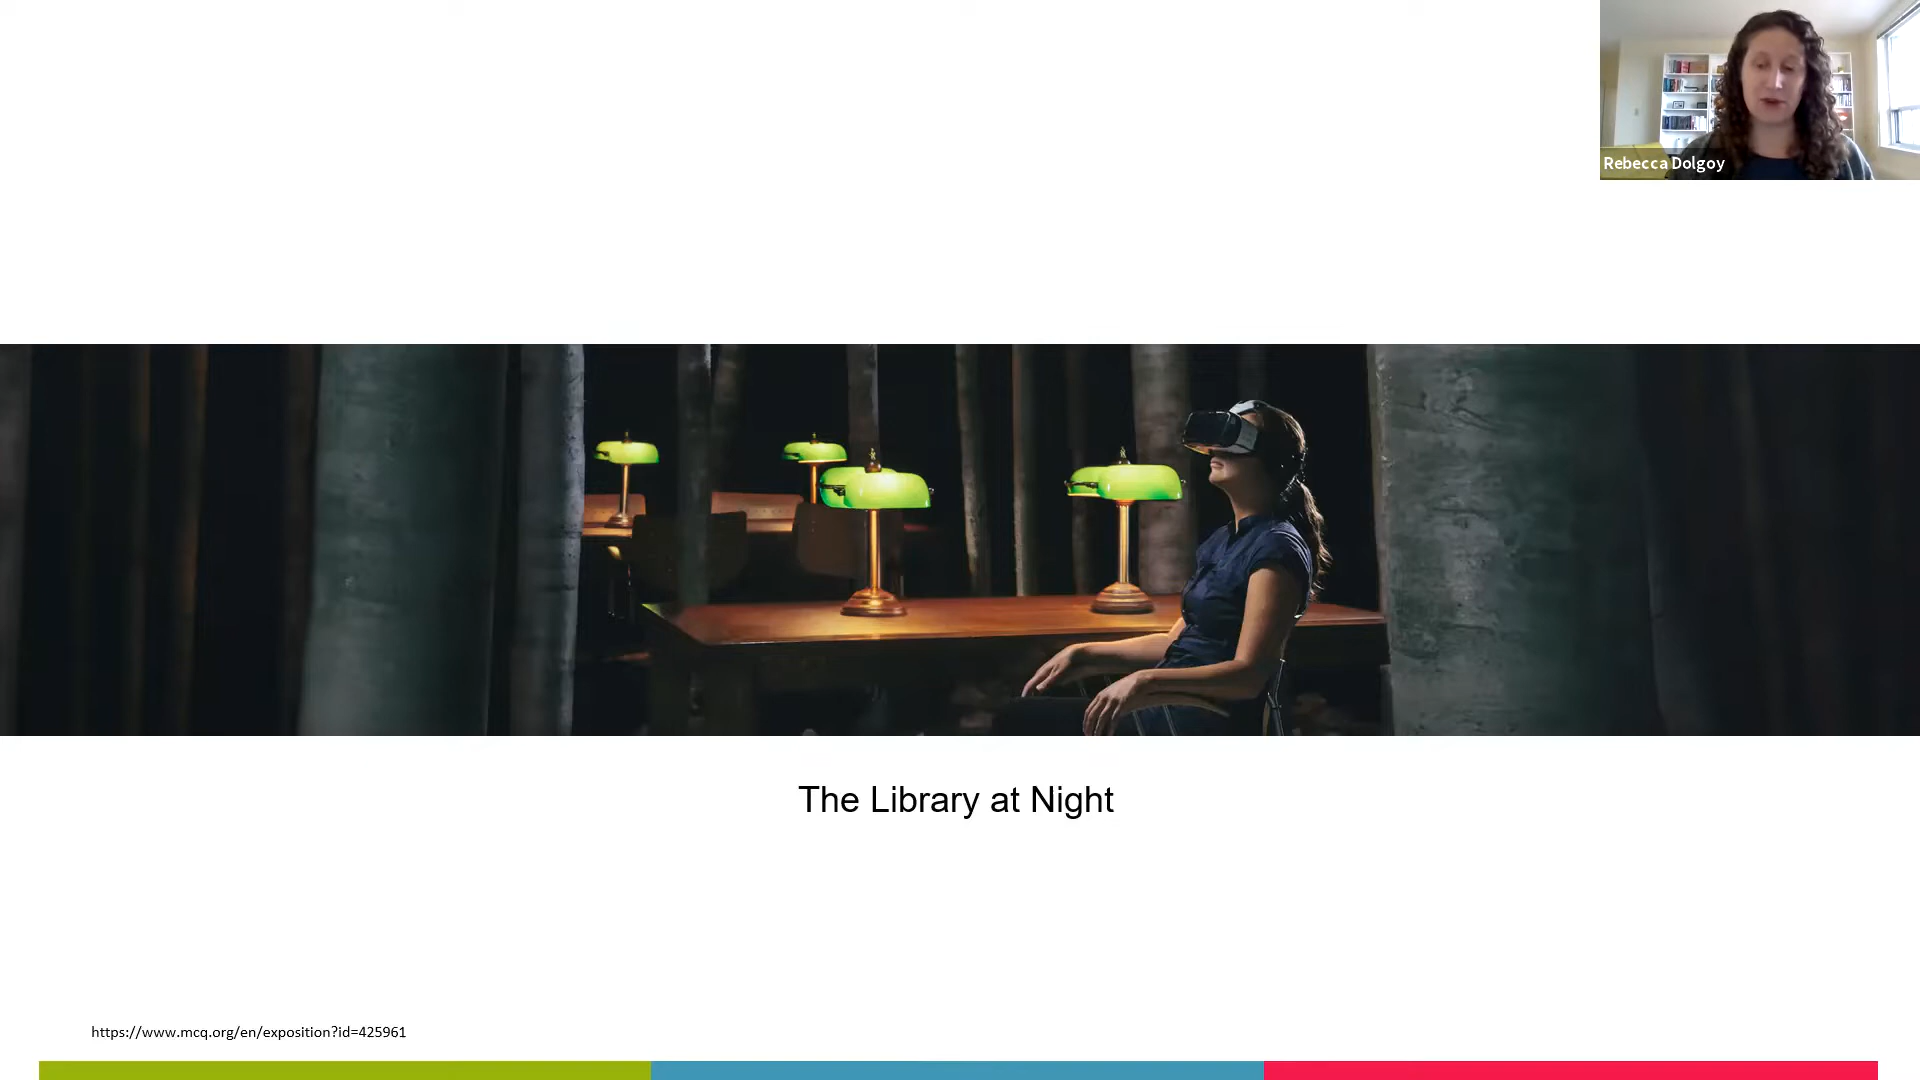 Rebecca Dolgoy
The Library at Night
https://www.mcq.org/en/exposition?id=425961